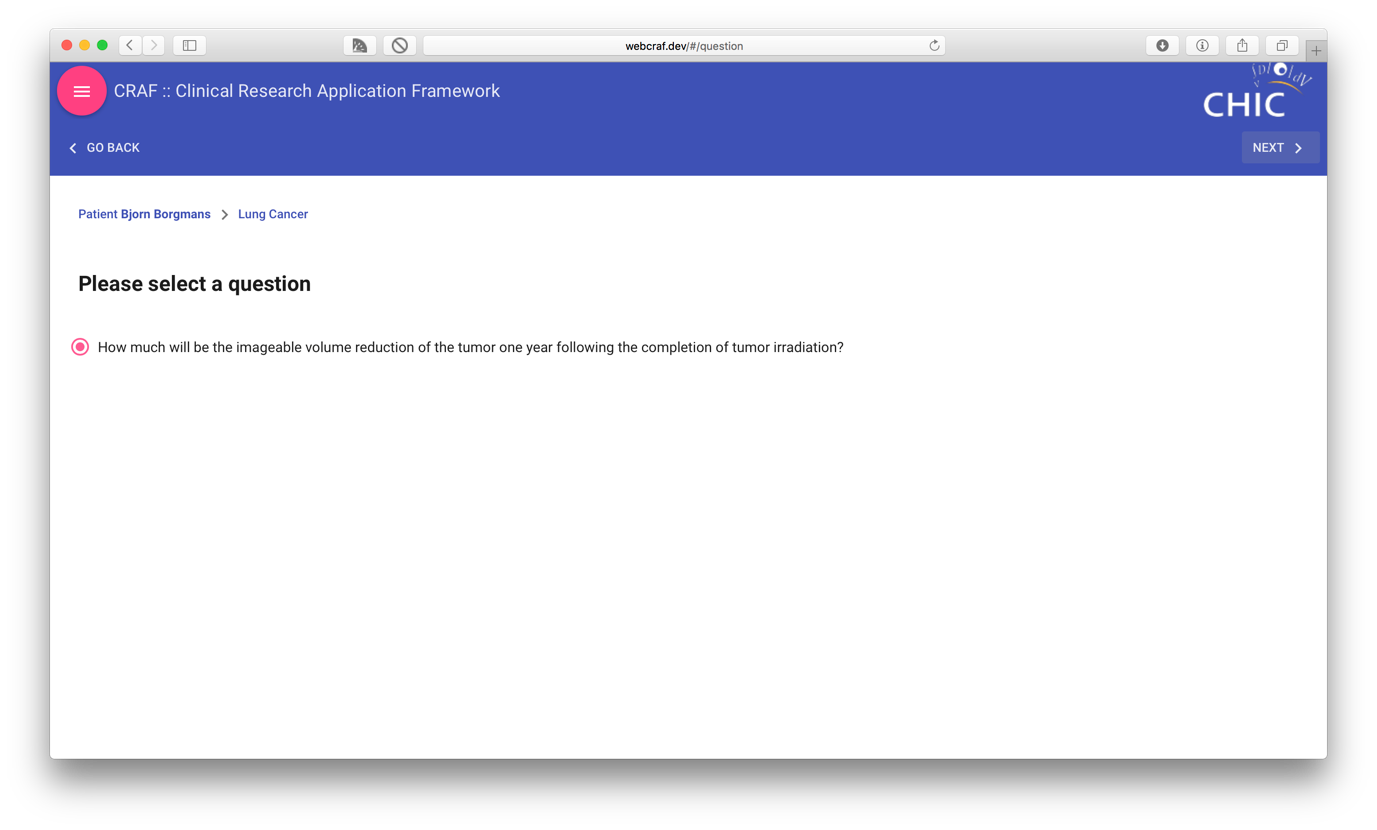 webcraf.dev/#/question
CRAF :: Clinical Research Application Framework
CHIC
GO BACK
NEXT
Patient Bjorn Borgmans > Lung Cancer
Please select a question
How much will be the imageable volume reduction of the tumor one year following the completion of tumor irradiation?